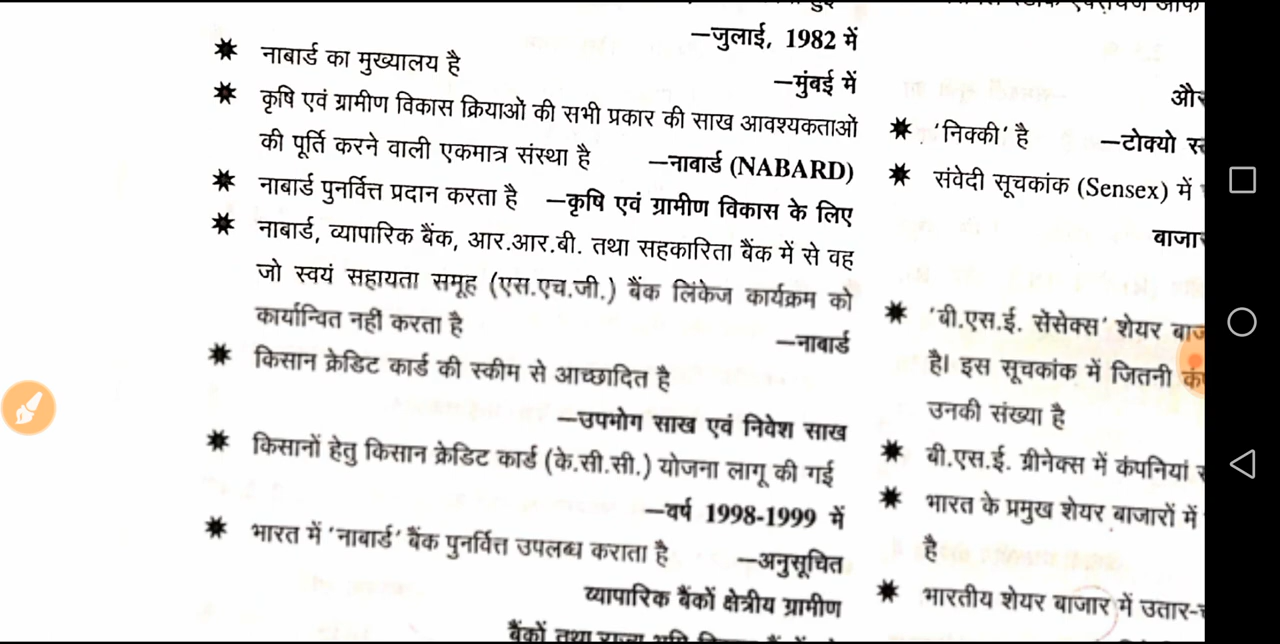 –जुलाई, 1982 में
✷ नाबार्ड का मुख्यालय है
–मुंबई में
✷ कृषि एवं ग्रामीण विकास क्रियाओं की सभी प्रकार की साख आवश्यकताओं
की पूर्ति करने वाली एकमात्र संस्था है –नाबार्ड (NABARD)
✷ नाबार्ड पुनर्वित्त प्रदान करता है –कृषि एवं ग्रामीण विकास के लिए
✷ नाबार्ड, व्यापारिक बैंक, आर.आर.बी. तथा सहकारिता बैंक में से वह
जो स्वयं सहायता समूह (एस.एच.जी.) बैंक लिंकेज कार्यक्रम को
कार्यान्वित नहीं करता है –नाबार्ड
✷ किसान क्रेडिट कार्ड की स्कीम से आच्छादित है
–उपभोग साख एवं निवेश साख
✷ किसानों हेतु किसान क्रेडिट कार्ड (के.सी.सी.) योजना लागू की गई
–वर्ष 1998-1999 में
✷ भारत में 'नाबार्ड' बैंक पुनर्वित्त उपलब्ध कराता है –अनुसूचित
व्यापारिक बैंकों क्षेत्रीय ग्रामीण
बैंकों तथा राज्य भूमि
✷ 'निक्की' है –टोक्यो
✷ संवेदी सूचकांक (Sensex) में
✷ 'बी.एस.ई. सेंसेक्स' शेयर
है। इस सूचकांक में जितनी
उनकी संख्या है
✷ बी.एस.ई. ग्रीनेक्स में कंपनियां
✷ भारत के प्रमुख शेयर बाजारों में
है
✷ भारतीय शेयर बाजार में